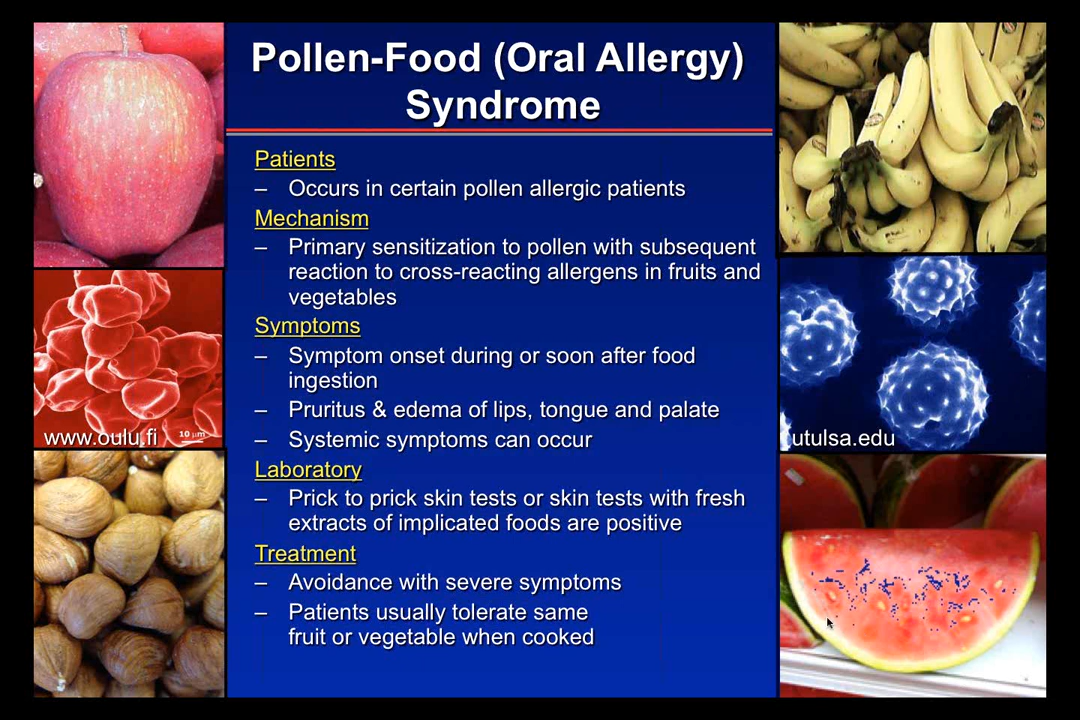 Pollen-Food (Oral Allergy)
Syndrome
Patients
– Occurs in certain pollen allergic patients
Mechanism
– Primary sensitization to pollen with subsequent
reaction to cross-reacting allergens in fruits and
vegetables
Symptoms
– Symptom onset during or soon after food
ingestion
– Pruritus & edema of lips, tongue and palate
– Systemic symptoms can occur
Laboratory
– Prick to prick skin tests or skin tests with fresh
extracts of implicated foods are positive
Treatment
– Avoidance with severe symptoms
– Patients usually tolerate same
fruit or vegetable when cooked
www.oulu.fi
10 µm
utulsa.edu